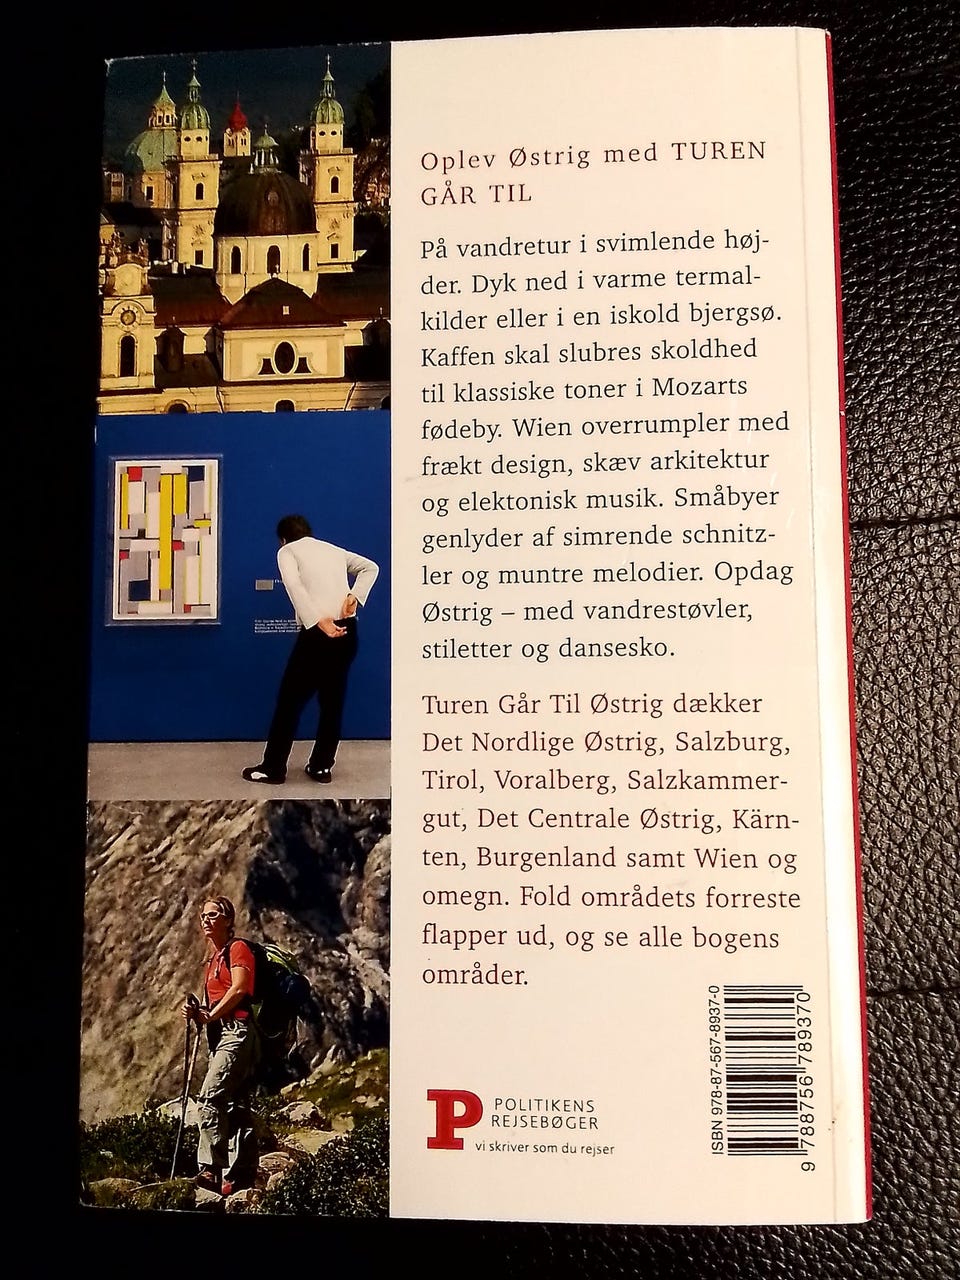 Oplev Østrig med TUREN
GÅR TIL
På vandretur i svimlende høj-
der. Dyk ned i varme termal-
kilder eller i en iskold bjergsø.
Kaffen skal slubres skoldhed
til klassiske toner i Mozarts
fødeby. Wien overrumpler med
frækt design, skæv arkitektur
og elektonisk musik. Småbyer
genlyder af simrende schnitz-
ler og muntre melodier. Opdag
Østrig – med vandrestøvler,
stiletter og dansesko.
Turen Går Til Østrig dækker
Det Nordlige Østrig, Salzburg,
Tirol, Voralberg, Salzkammer-
gut, Det Centrale Østrig, Kärn-
ten, Burgenland samt Wien og
omegn. Fold områdets forreste
flapper ud, og se alle bogens
områder.
P
POLITIKENS
REJSEBØGER
vi skriver som du rejser
ISBN 978-87-567-8937-0
9 788756 789370